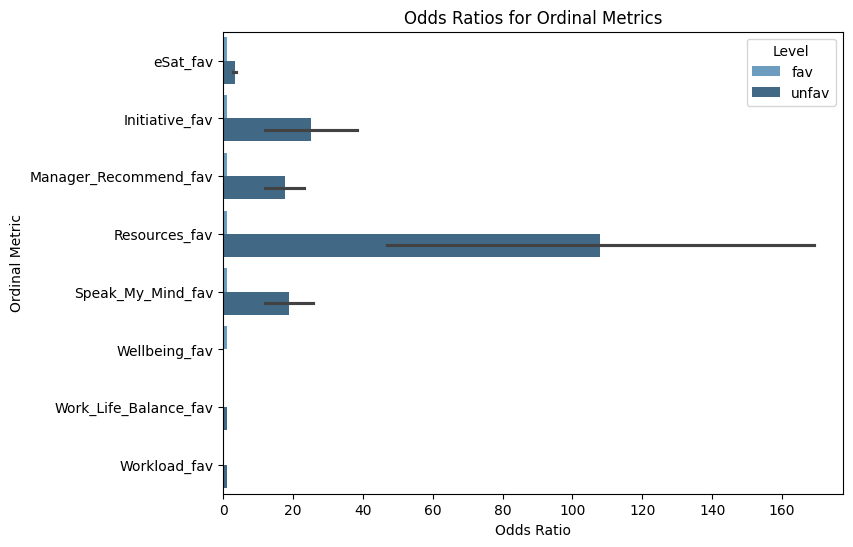 Odds Ratios for Ordinal Metrics
Level
fav
unfav
eSat_fav
Initiative_fav
Manager_Recommend_fav
Resources_fav
Speak_My_Mind_fav
Wellbeing_fav
Work_Life_Balance_fav
Workload_fav
Ordinal Metric
0 20 40 60 80 100 120 140 160
Odds Ratio